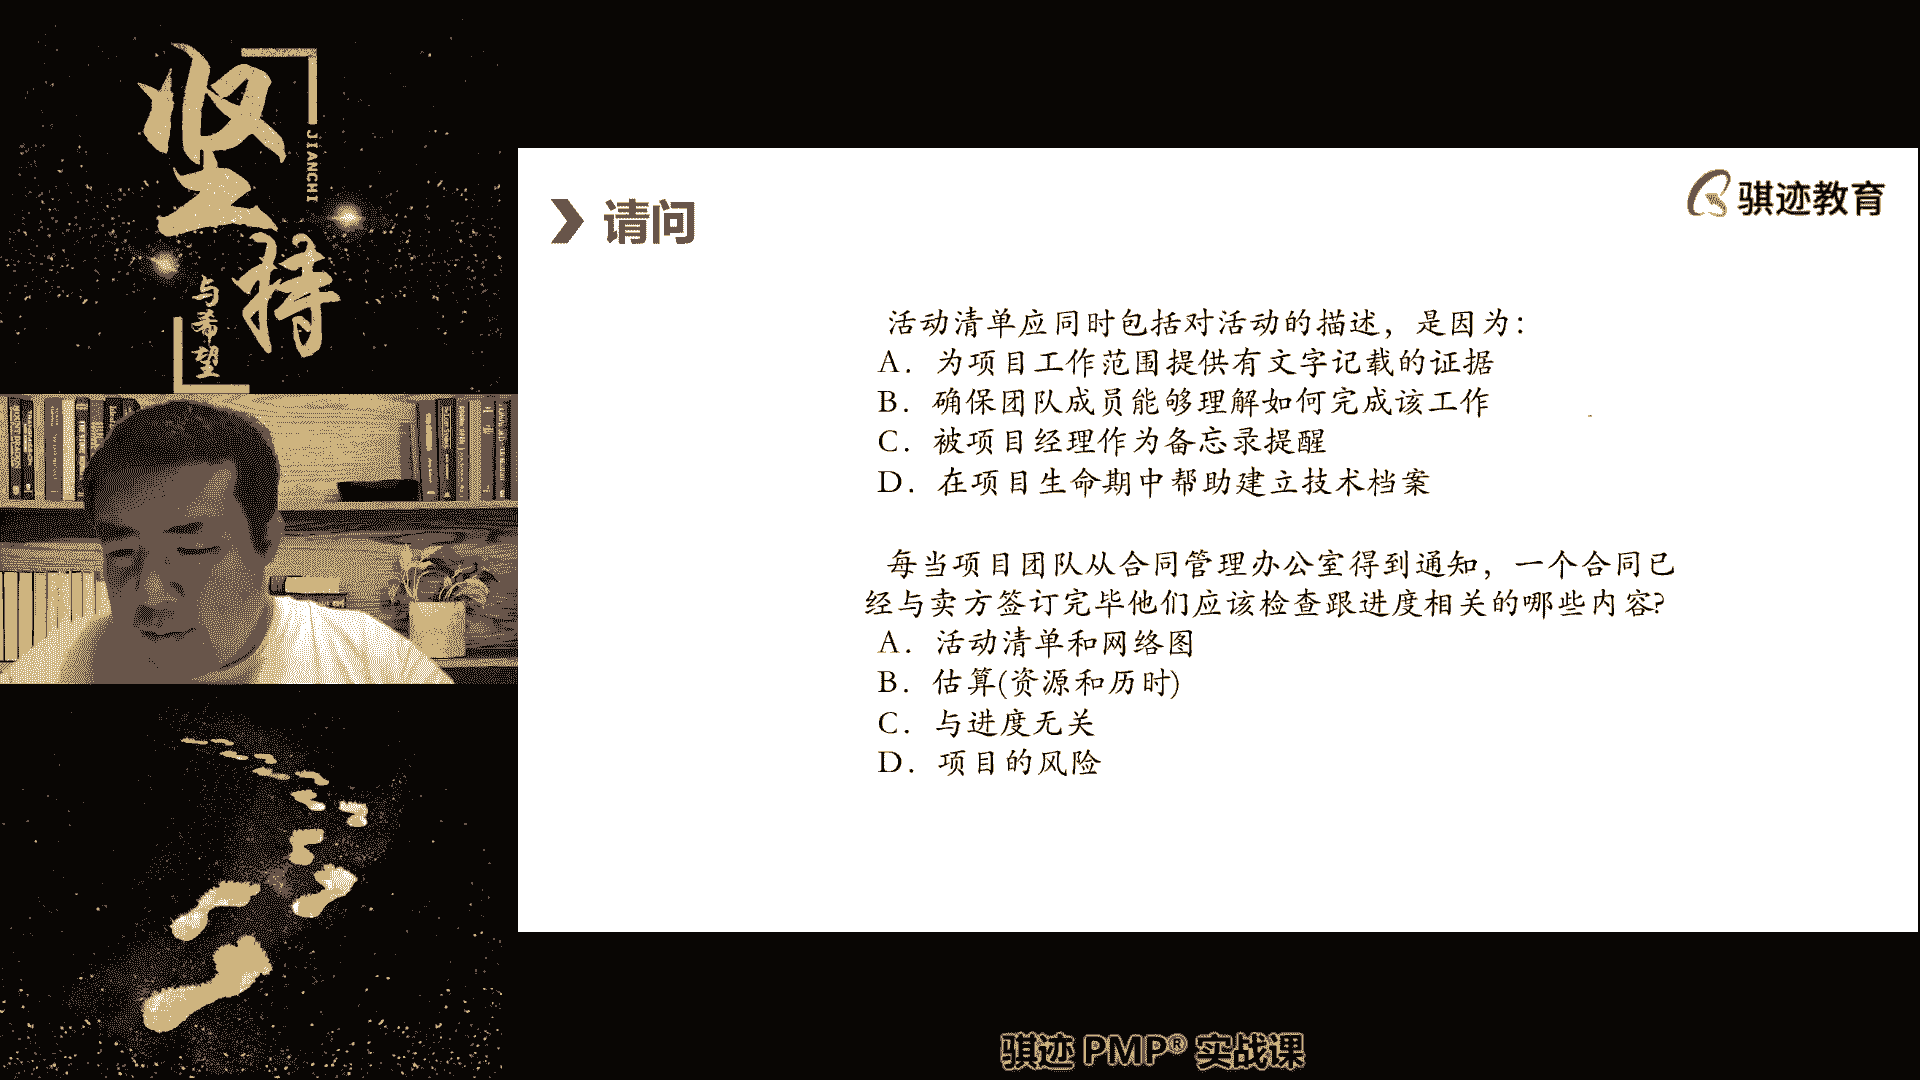 坚持
JIANCHI
与希望
请问
骐迹教育
活动清单应同时包括对活动的描述，是因为：
A．为项目工作范围提供有文字记载的证据
B．确保团队成员能够理解如何完成该工作
C．被项目经理作为备忘录提醒
D．在项目生命期中帮助建立技术档案
每当项目团队从合同管理办公室得到通知，一个合同已
经与卖方签订完毕他们应该检查跟进度相关的哪些内容?
A．活动清单和网络图
B．估算(资源和历时)
C．与进度无关
D．项目的风险
骐迹 PMP® 实战课